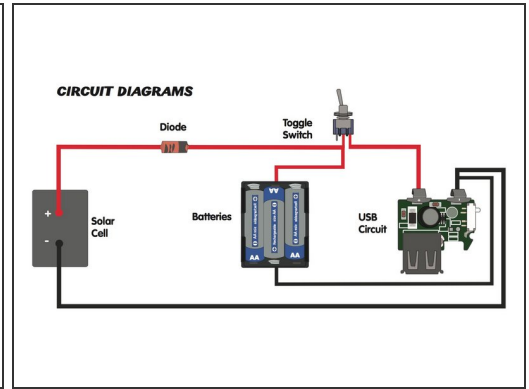 CIRCUIT DIAGRAMS
Diode
Toggle
Switch
+
-
Solar
Cell
Batteries
AA
AA
AA
USB
Circuit